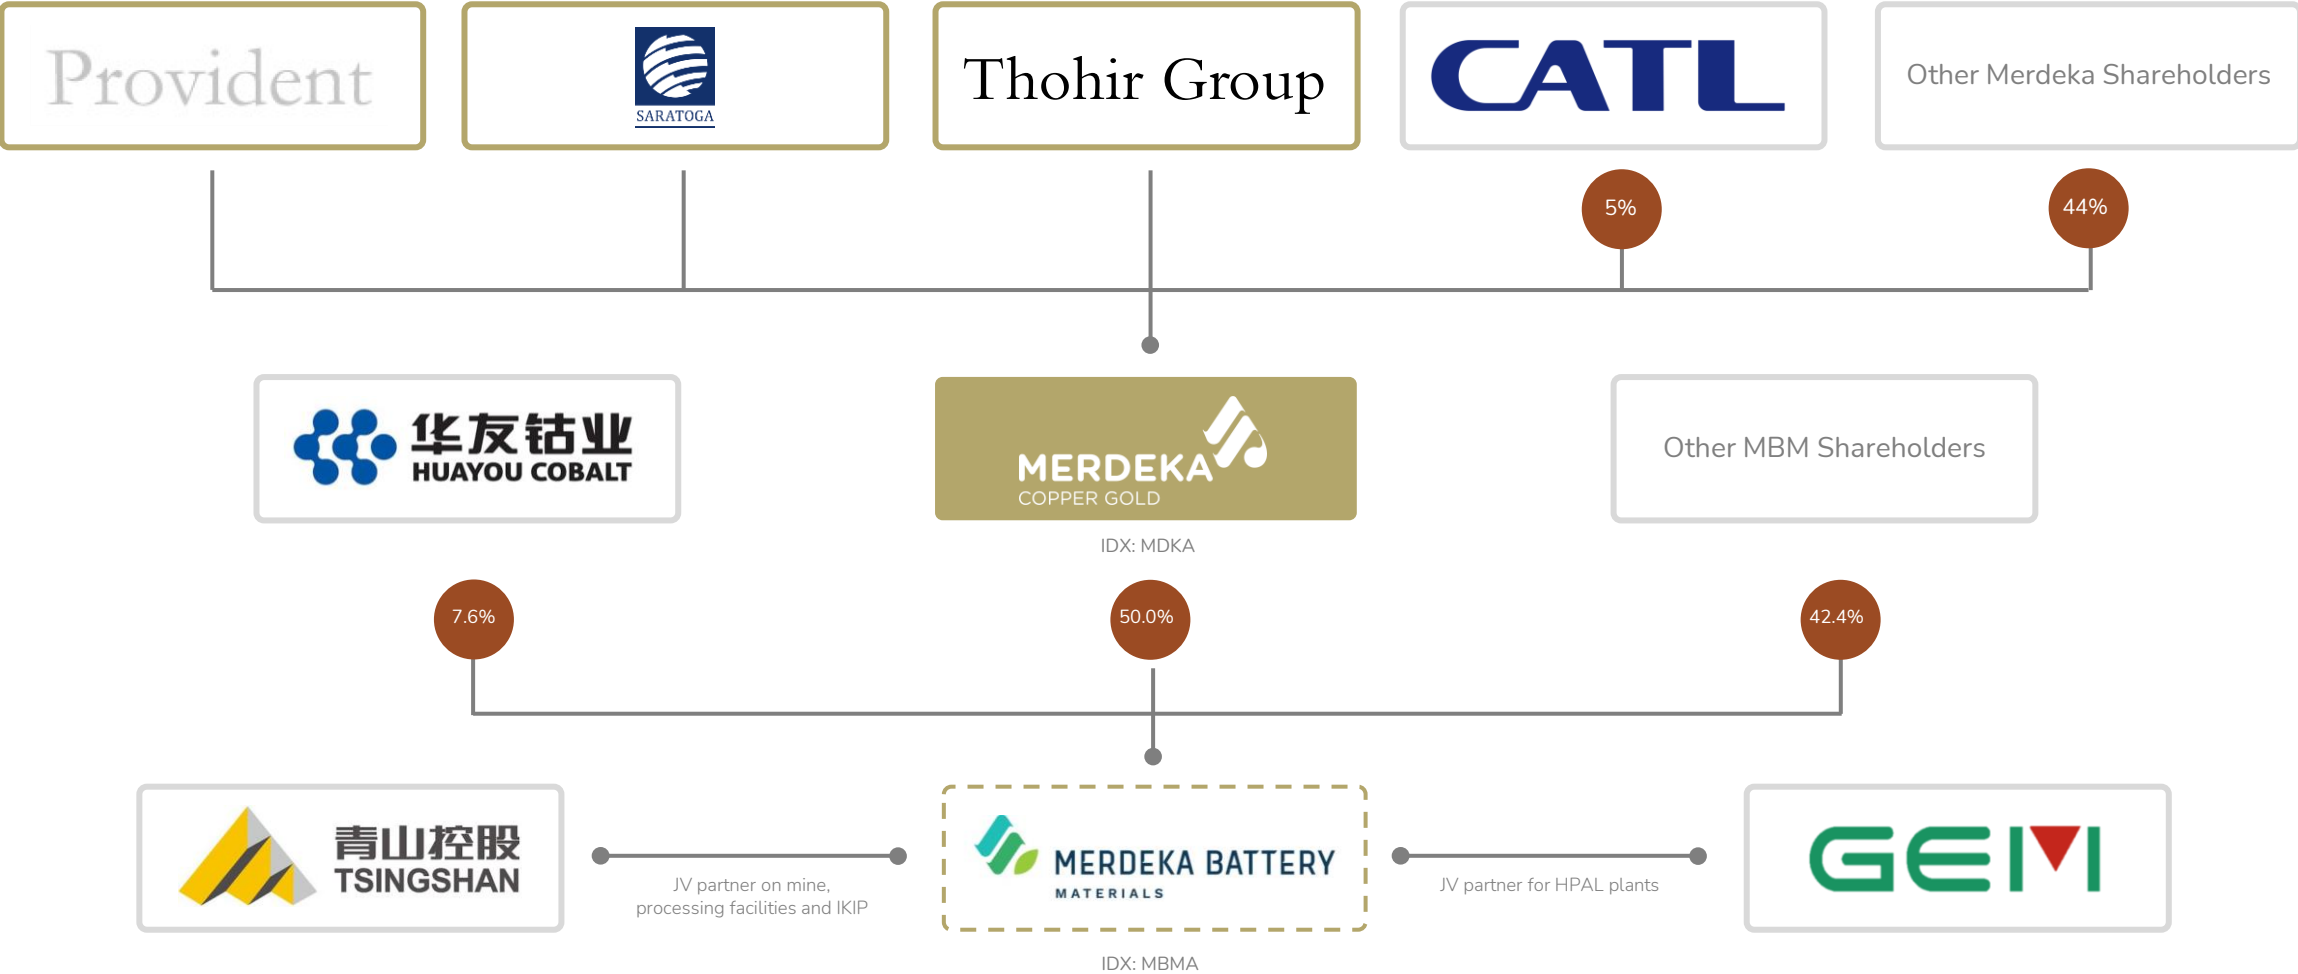 Provident
SARATOGA
Thohir Group
CATL
Other Merdeka Shareholders
5%
44%
华友钴业
HUAYOU COBALT
MERDEKA
COPPER GOLD
Other MBM Shareholders
IDX: MDKA
7.6%
50.0%
42.4%
青山控股
TSINGSHAN
JV partner on mine,
processing facilities and IKIP
MERDEKA BATTERY
MATERIALS
JV partner for HPAL plants
GEM
IDX: MBMA